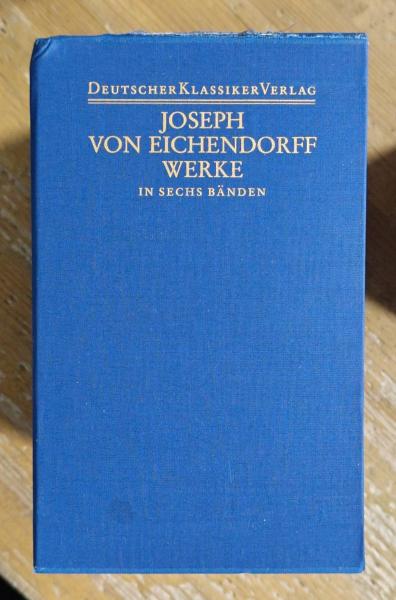 DEUTSCHERKLASSIKERVERLAG
JOSEPH
VON EICHENDORFF
WERKE
IN SECHS BÄNDEN